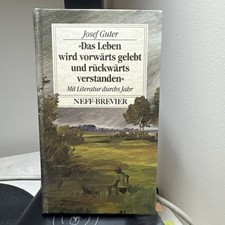 Josef Guter
»Das Leben
wird vorwärts gelebt
und rückwärts
verstanden«
Mit Literatur durchs Jahr
NEFF-BREVIER